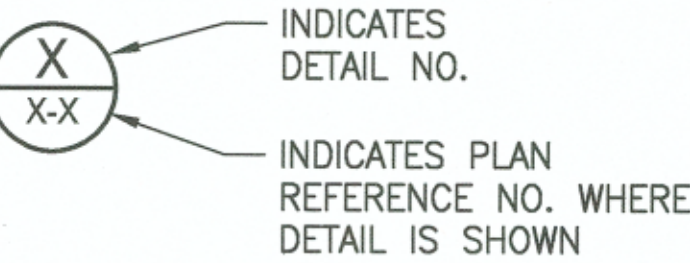 X
X-X
INDICATES
DETAIL NO.
INDICATES PLAN
REFERENCE NO. WHERE
DETAIL IS SHOWN